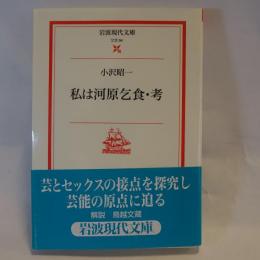 岩波現代文庫
小沢昭一
私は河原乞食・考
芸とセックスの接点を探究し
芸能の原点に迫る
解説 鳥越文蔵
岩波現代文庫